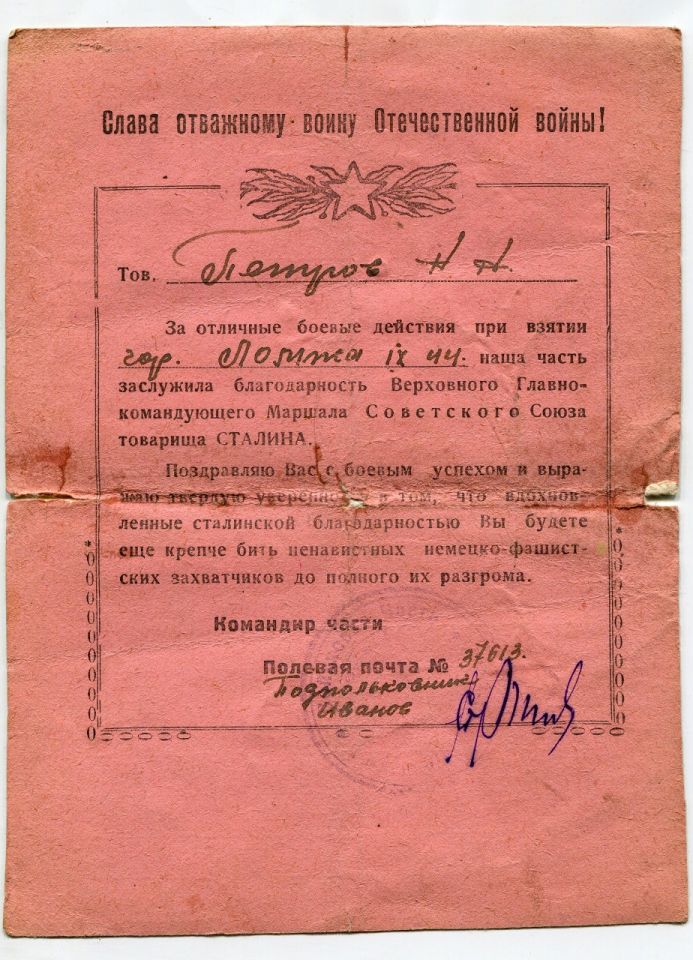 Слава отважному воину Отечественной войны!
Тов. Петров Н Н.
За отличные боевые действия при взятии
гор. Ломжа IX 44. наша часть
заслужила благодарность Верховного Главно-
командующего Маршала Советского Союза
товарища СТАЛИНА.
Поздравляю Вас с боевым успехом и выра-
жаю твердую уверенность в том, что вдохнов-
ленные сталинской благодарностью Вы будете
еще крепче бить ненавистных немецко-фашист-
ских захватчиков до полного их разгрома.
Командир части
Полевая почта № 37613.
Подполковник
Иванов